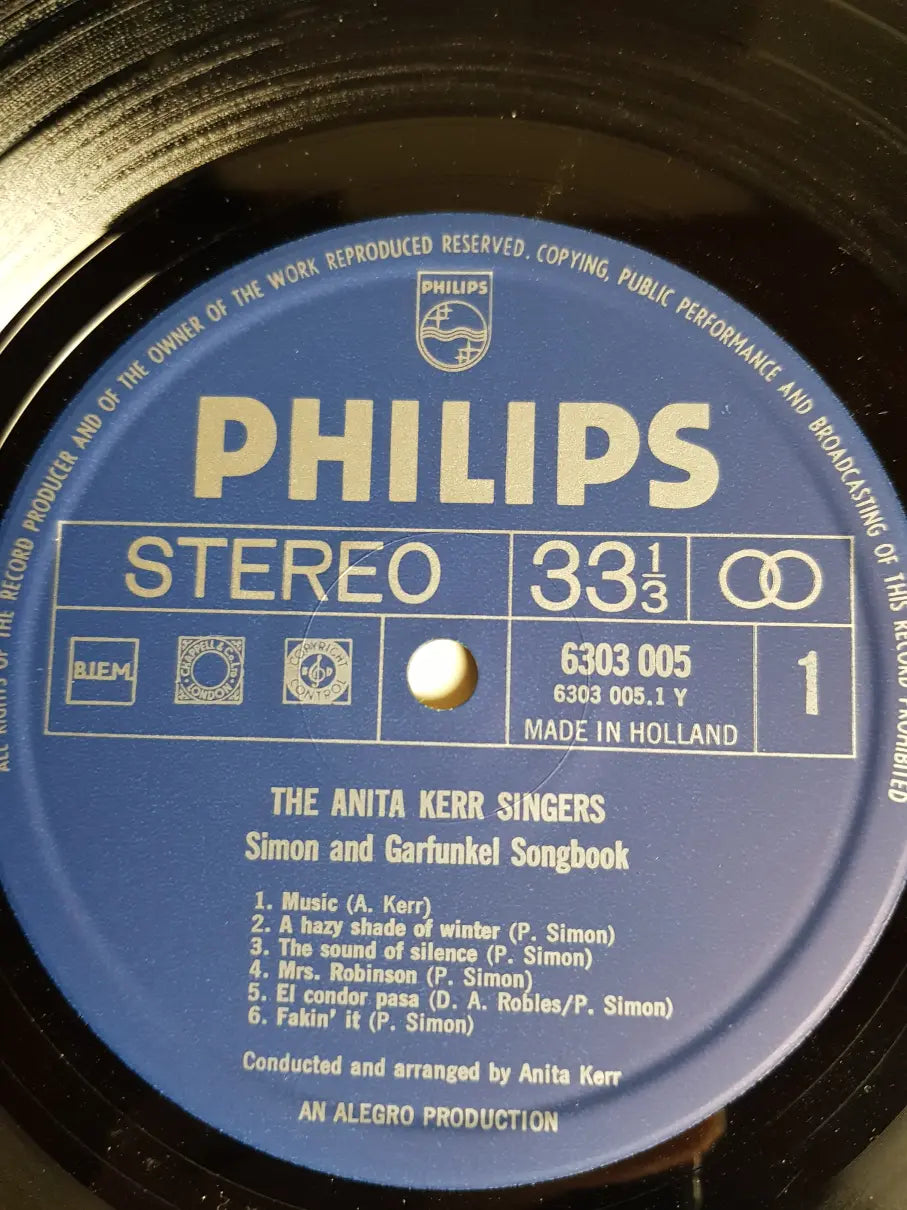 ALL RIGHTS OF THE RECORD PRODUCER AND OF THE OWNER OF THE WORK REPRODUCED RESERVED. COPYING, PUBLIC PERFORMANCE AND BROADCASTING OF THIS RECORD PROHIBITED
PHILIPS
PHILIPS
STEREO 33 1/3
B.I.E.M. CHAPPELL & Co Ltd LONDON COPYRIGHT CONTROL 6303 005 1
6303 005.1 Y
MADE IN HOLLAND
THE ANITA KERR SINGERS
Simon and Garfunkel Songbook
1. Music (A. Kerr)
2. A hazy shade of winter (P. Simon)
3. The sound of silence (P. Simon)
4. Mrs. Robinson (P. Simon)
5. El condor pasa (D. A. Robles/P. Simon)
6. Fakin' it (P. Simon)
Conducted and arranged by Anita Kerr
AN ALEGRO PRODUCTION